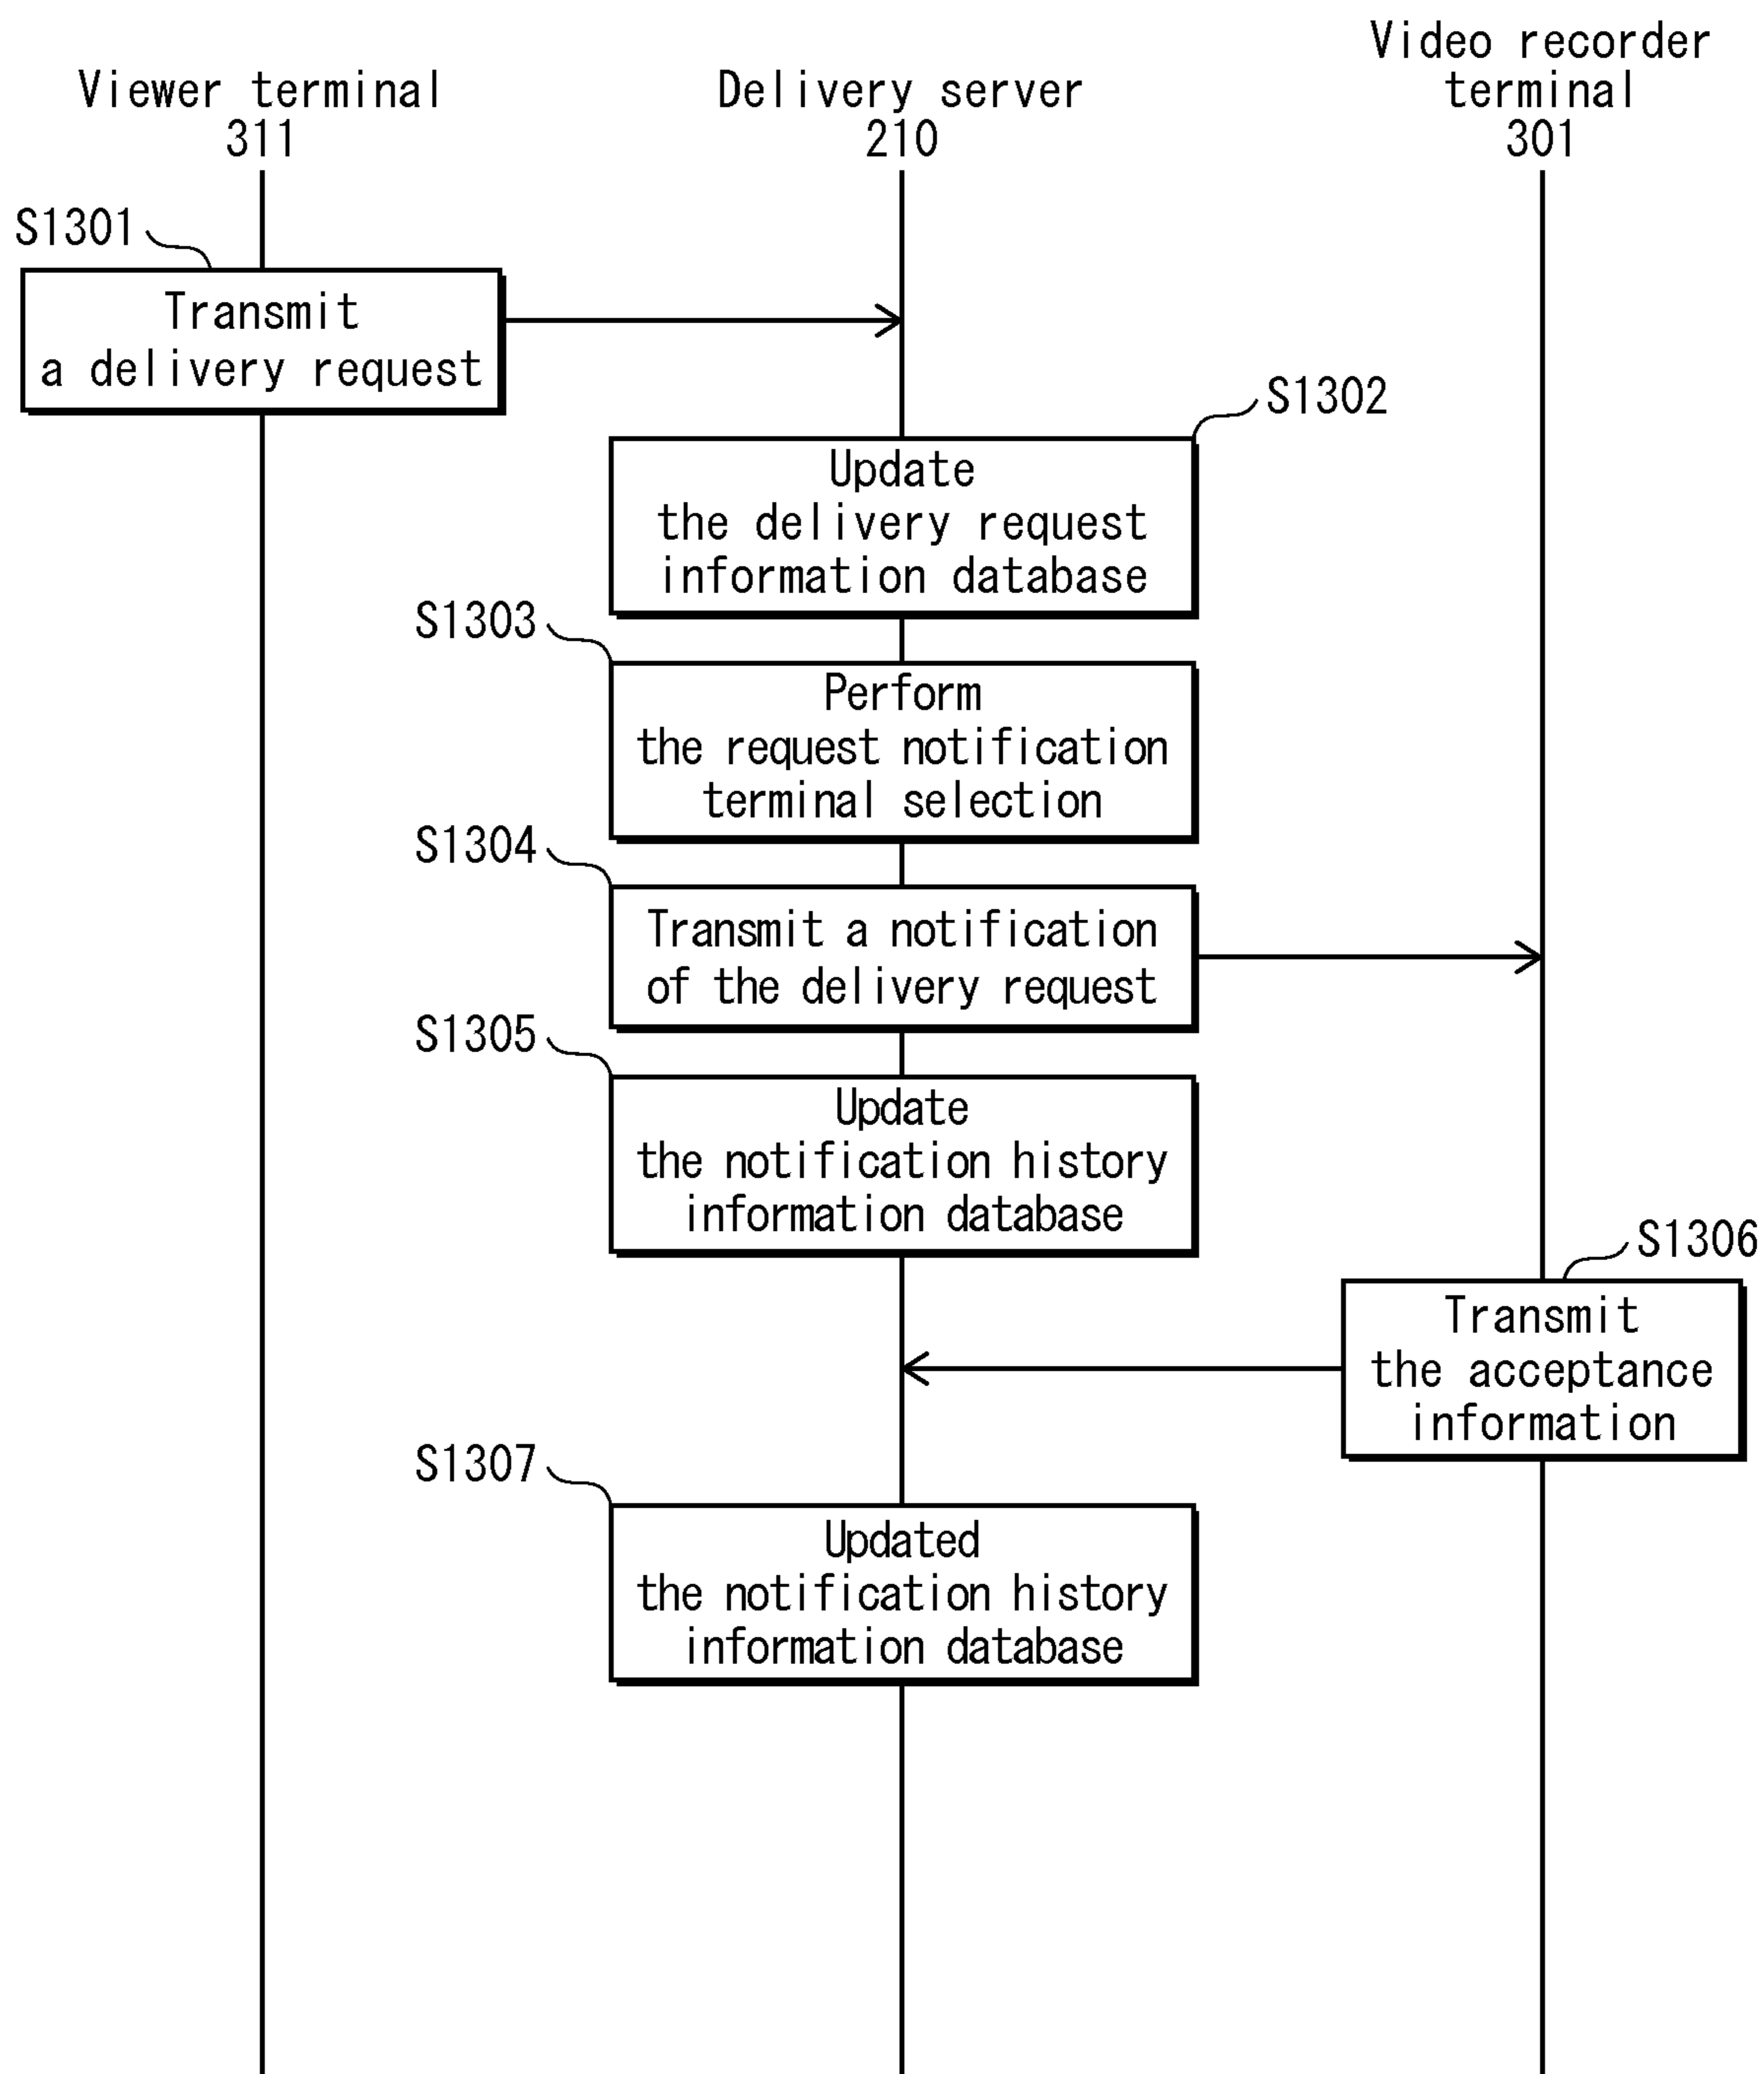 Viewer terminal
311
Delivery server
210
Video recorder
terminal
301
S1301
Transmit
a delivery request
S1302
Update
the delivery request
information database
S1303
Perform
the request notification
terminal selection
S1304
Transmit a notification
of the delivery request
S1305
Update
the notification history
information database
S1306
Transmit
the acceptance
information
S1307
Updated
the notification history
information database